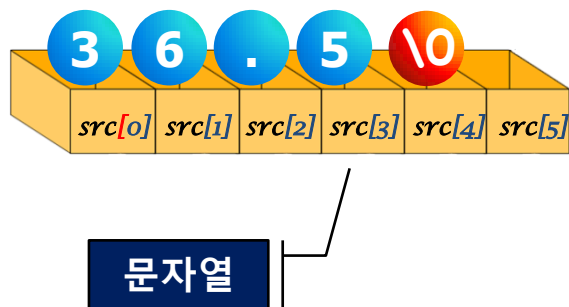 3 6 . 5 \0
src[0] src[1] src[2] src[3] src[4] src[5]
문자열